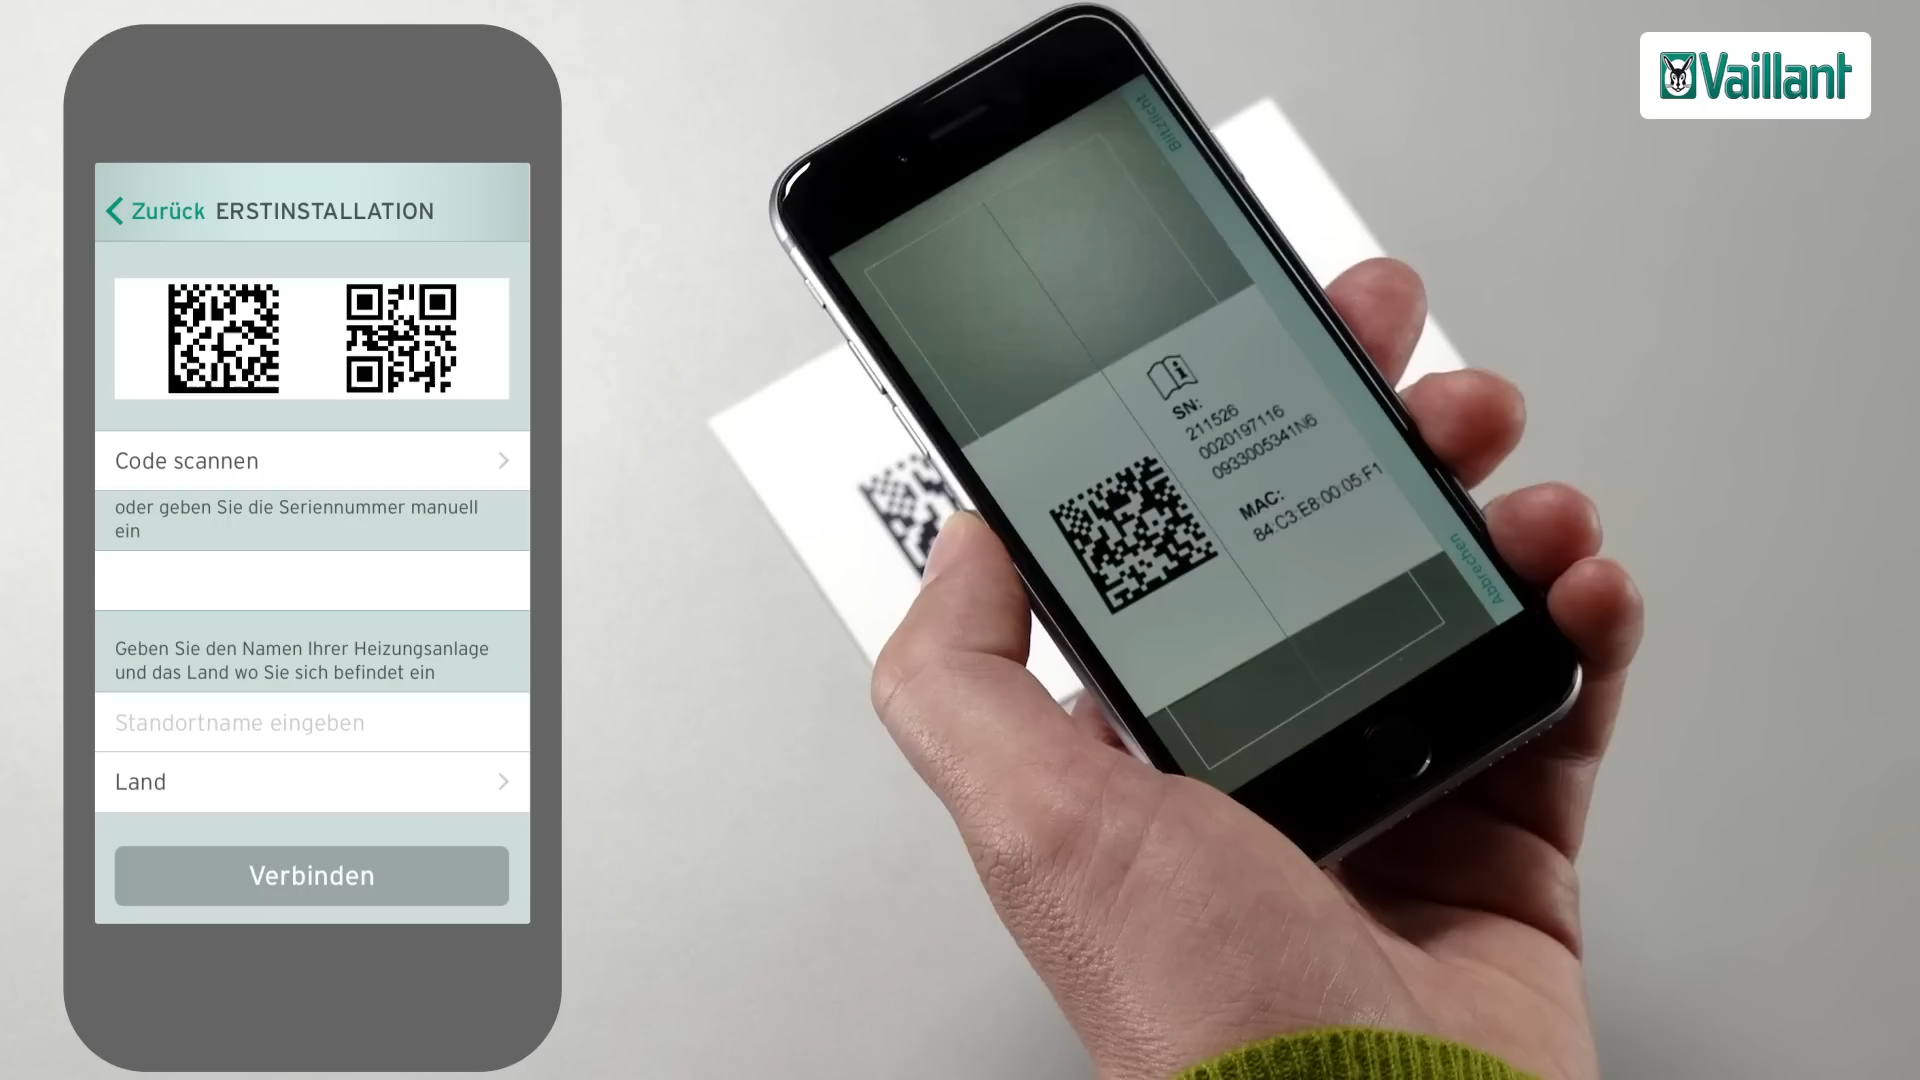 Zurück ERSTINSTALLATION
Code scannen
oder geben Sie die Seriennummer manuell
ein
Geben Sie den Namen Ihrer Heizungsanlage
und das Land wo Sie sich befindet ein
Standortname eingeben
Land
Verbinden
Blitzlicht
SN:
211526
0020197116
0933005341N6
MAC:
84:C3:E8:00:05:F1
Abbrechen
Vaillant